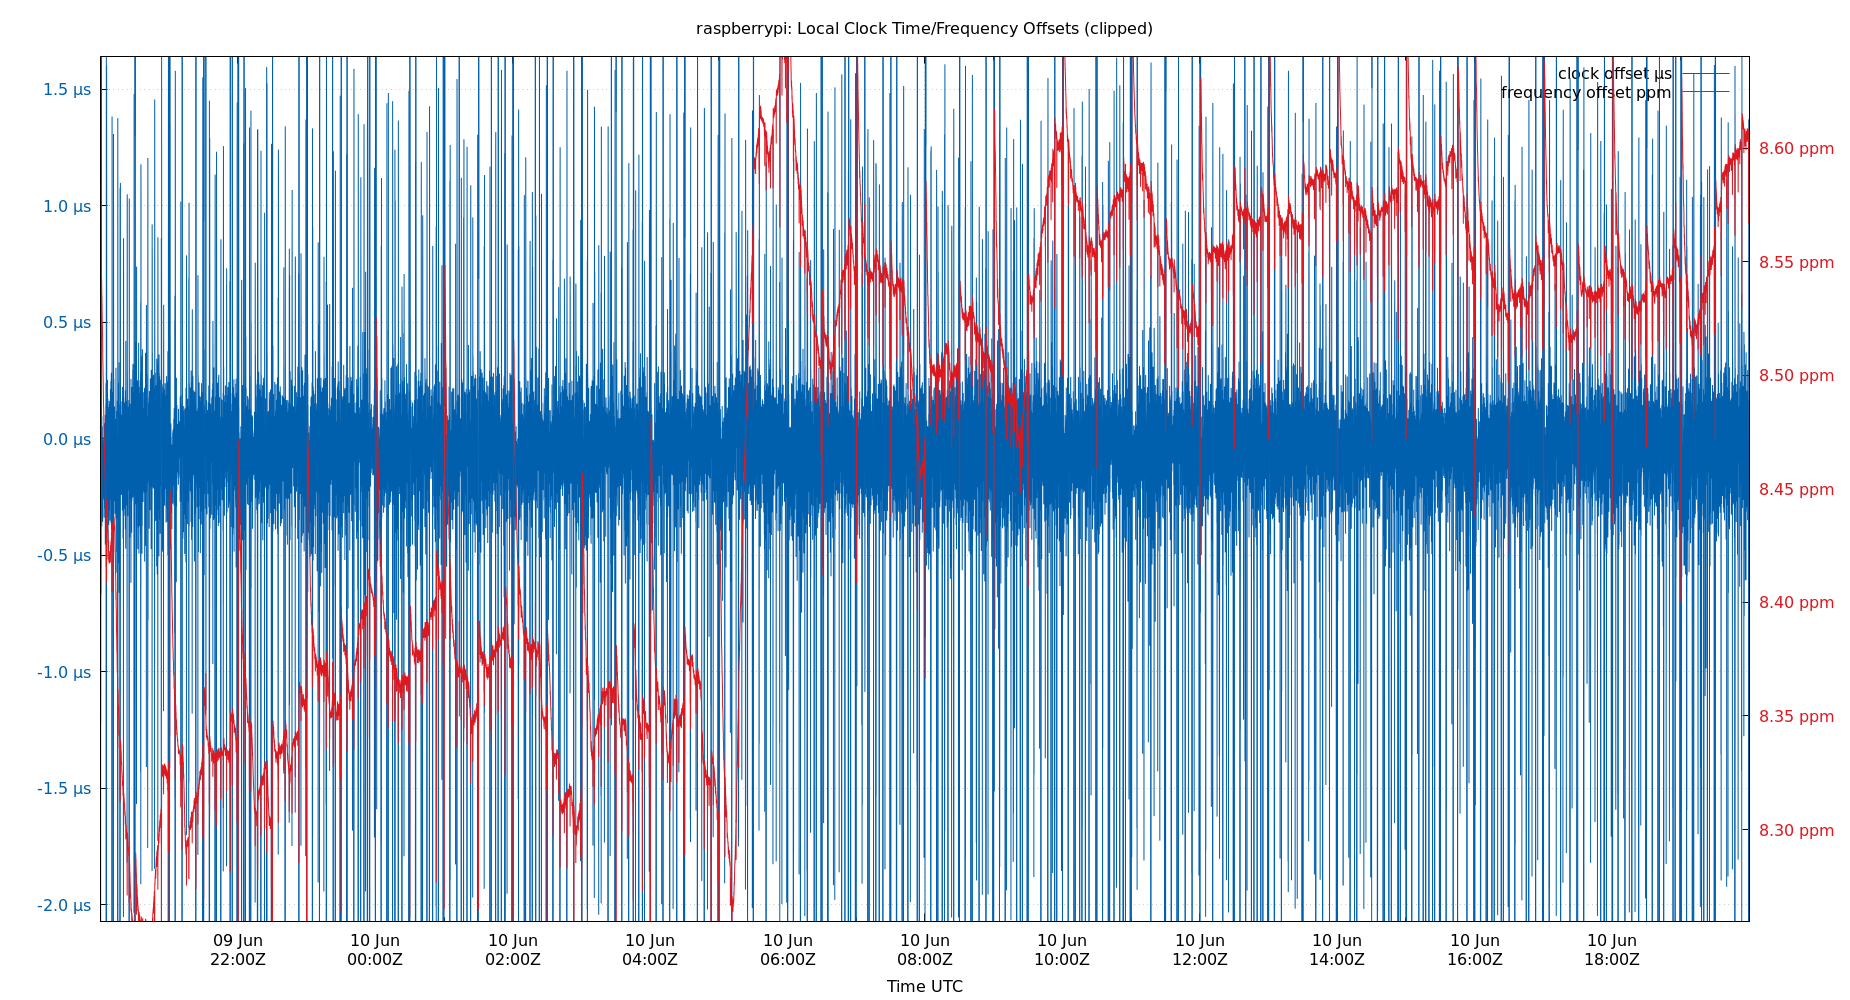 raspberrypi: Local Clock Time/Frequency Offsets (clipped)
clock offset µs
frequency offset ppm
1.5 µs
1.0 µs
0.5 µs
0.0 µs
-0.5 µs
-1.0 µs
-1.5 µs
-2.0 µs
8.60 ppm
8.55 ppm
8.50 ppm
8.45 ppm
8.40 ppm
8.35 ppm
8.30 ppm
09 Jun 10 Jun 10 Jun 10 Jun 10 Jun 10 Jun 10 Jun 10 Jun 10 Jun 10 Jun 10 Jun
22:00Z 00:00Z 02:00Z 04:00Z 06:00Z 08:00Z 10:00Z 12:00Z 14:00Z 16:00Z 18:00Z
Time UTC